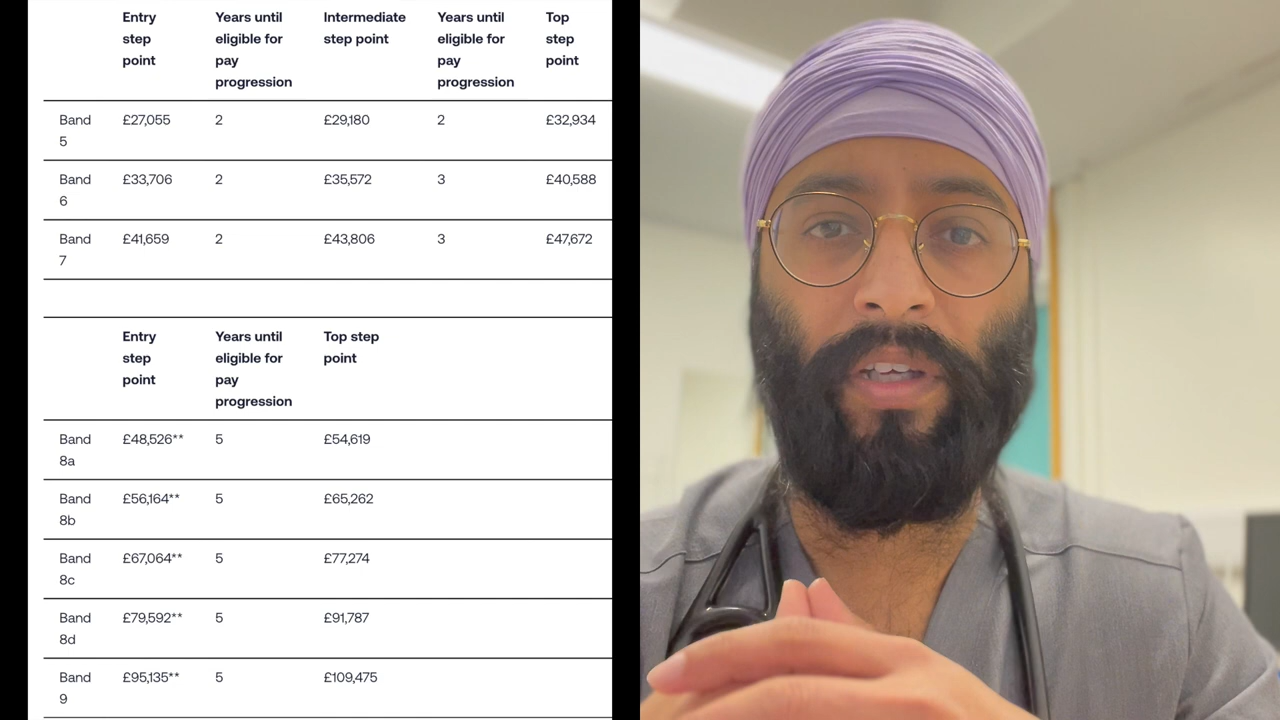 Entry step point Years until eligible for pay progression Intermediate step point Years until eligible for pay progression Top step point
Band 5 £27,055 2 £29,180 2 £32,934
Band 6 £33,706 2 £35,572 3 £40,588
Band 7 £41,659 2 £43,806 3 £47,672
Entry step point Years until eligible for pay progression Top step point
Band 8a £48,526** 5 £54,619
Band 8b £56,164** 5 £65,262
Band 8c £67,064** 5 £77,274
Band 8d £79,592** 5 £91,787
Band 9 £95,135** 5 £109,475